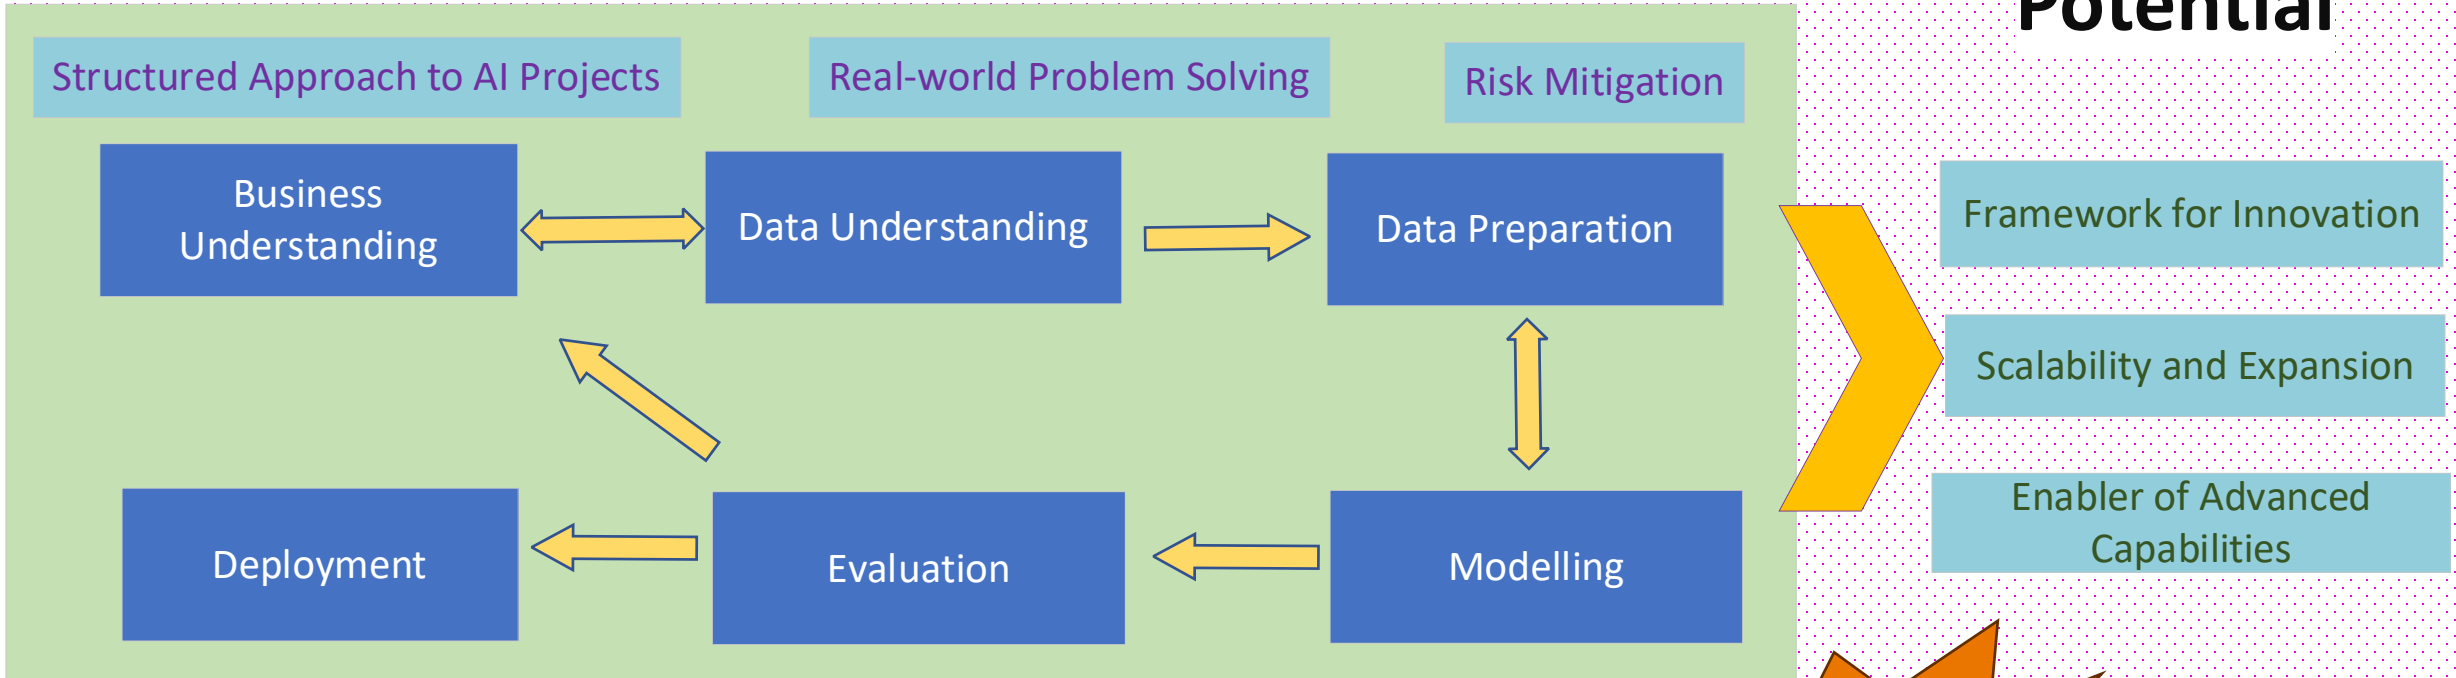 Potential
Structured Approach to AI Projects
Real-world Problem Solving
Risk Mitigation
Business
Understanding
Data Understanding
Data Preparation
Framework for Innovation
Scalability and Expansion
Enabler of Advanced
Capabilities
Deployment
Evaluation
Modelling